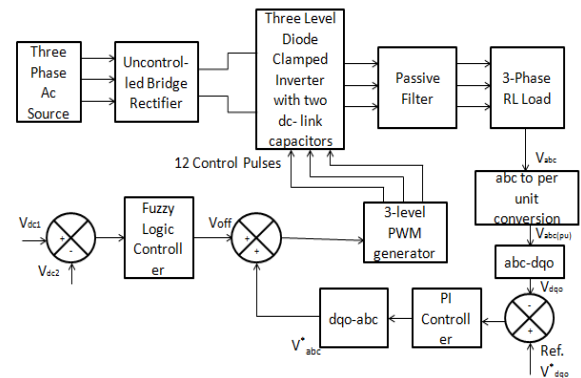 Three
Phase
Ac
Source
Uncontrol-
led Bridge
Rectifier
Three Level
Diode
Clamped
Inverter
with two
dc- link
capacitors
Passive
Filter
3-Phase
RL Load
12 Control Pulses
Vabc
abc to per
unit
conversion
Vabc(pu)
abc-dqo
Vdqo
Vdc1
+
-
Vdc2
Fuzzy
Logic
Controll
er
Voff
+
+
3-level
PWM
generator
dqo-abc
V*abc
PI
Controll
er
-
+
Ref.
V*dqo